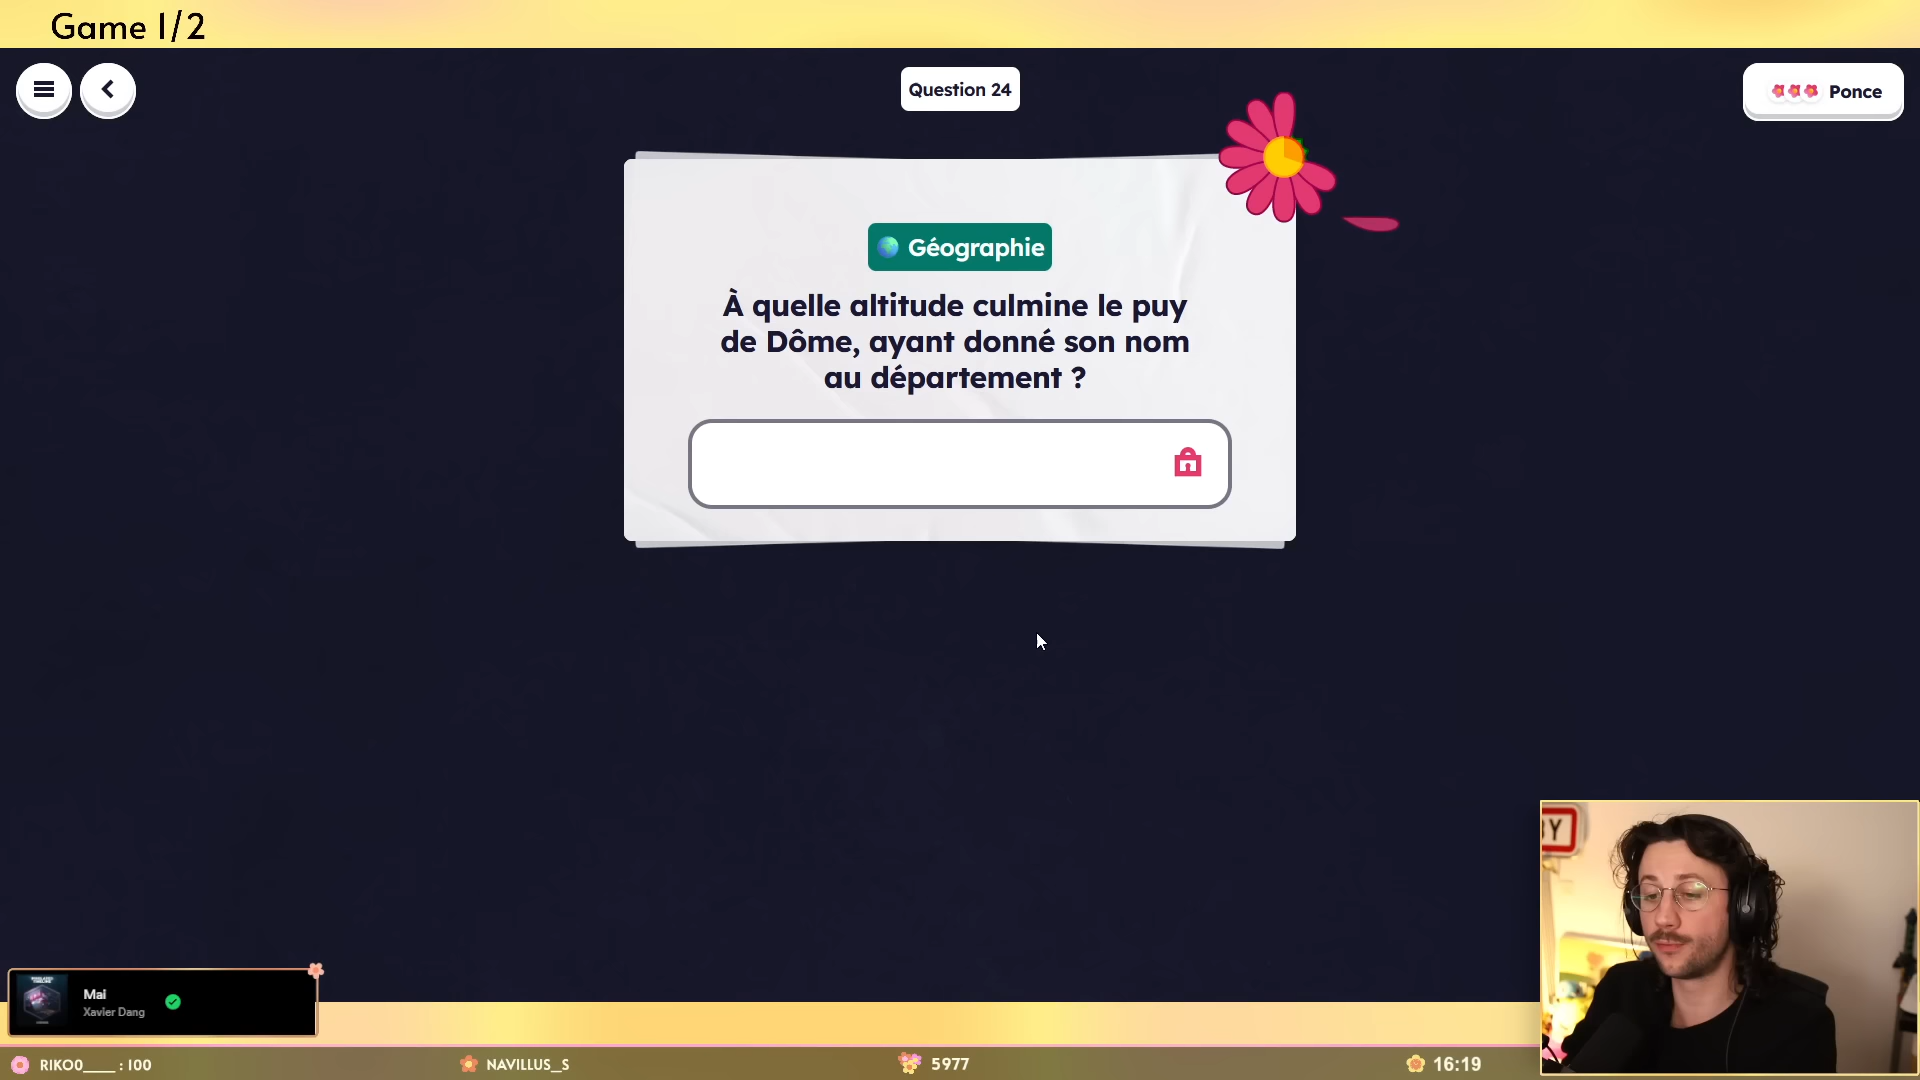 Game 1/2
Question 24
Ponce
Géographie
À quelle altitude culmine le puy
de Dôme, ayant donné son nom
au département ?
BY
Mai
Xavier Dang
RIKO0____ : 100
NAVILLUS_S
5977
16:19